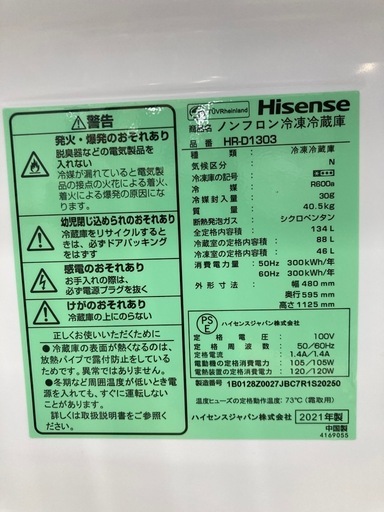 警告
発火・爆発のおそれあり
脱臭器などの電気製品を
入れない
冷媒が漏れていると電気製
品の接点の火花による着火、
着火による爆発の原因にな
ります。
幼児閉じ込められのおそれあり
冷蔵庫をリサイクルすると
きは、必ずドアパッキング
をはずす
感電のおそれあり
お手入れの際は、
必ず電源プラグを抜く
けがのおそれあり
冷蔵庫の上にのらない
正しくお使いいただくために
●冷蔵庫の表面が熱くなるのは、
放熱パイプで露付防止をしている
ためです。
●冬期など周囲温度が低いとき電
源を入れても、すぐに運転しない
ことがあります。
詳しくは、取扱説明書をご参照ください。
TÜVRheinland
Hisense
商品名 ノンフロン冷凍冷蔵庫
品番 HR-D1303
種類 冷凍冷蔵庫
気候区分 N
冷媒 R600a
冷媒封入量 30g
質量 40.5kg
断熱発泡ガス シクロペンタン
全定格内容積 134 L
冷蔵室の定格内容積 88 L
冷凍室の定格内容積 46 L
消費電力量 50Hz 300kWh/年
60Hz 300kWh/年
外形寸法 幅 480 mm
奥行 595 mm
高さ 1125 mm
PS
E
ハイセンスジャパン株式会社
定格電圧 100V
定格周波数 50/60Hz
定格電流 1.4A/1.4A
電動機の定格消費電力 105/105W
電熱装置の定格消費電力 120/120W
製造番号 1B0128Z0027JBC7R1S20250
温度ヒューズの定格動作温度: 73℃(霜取用)
ハイセンスジャパン株式会社
2021年製
中国製
4169055